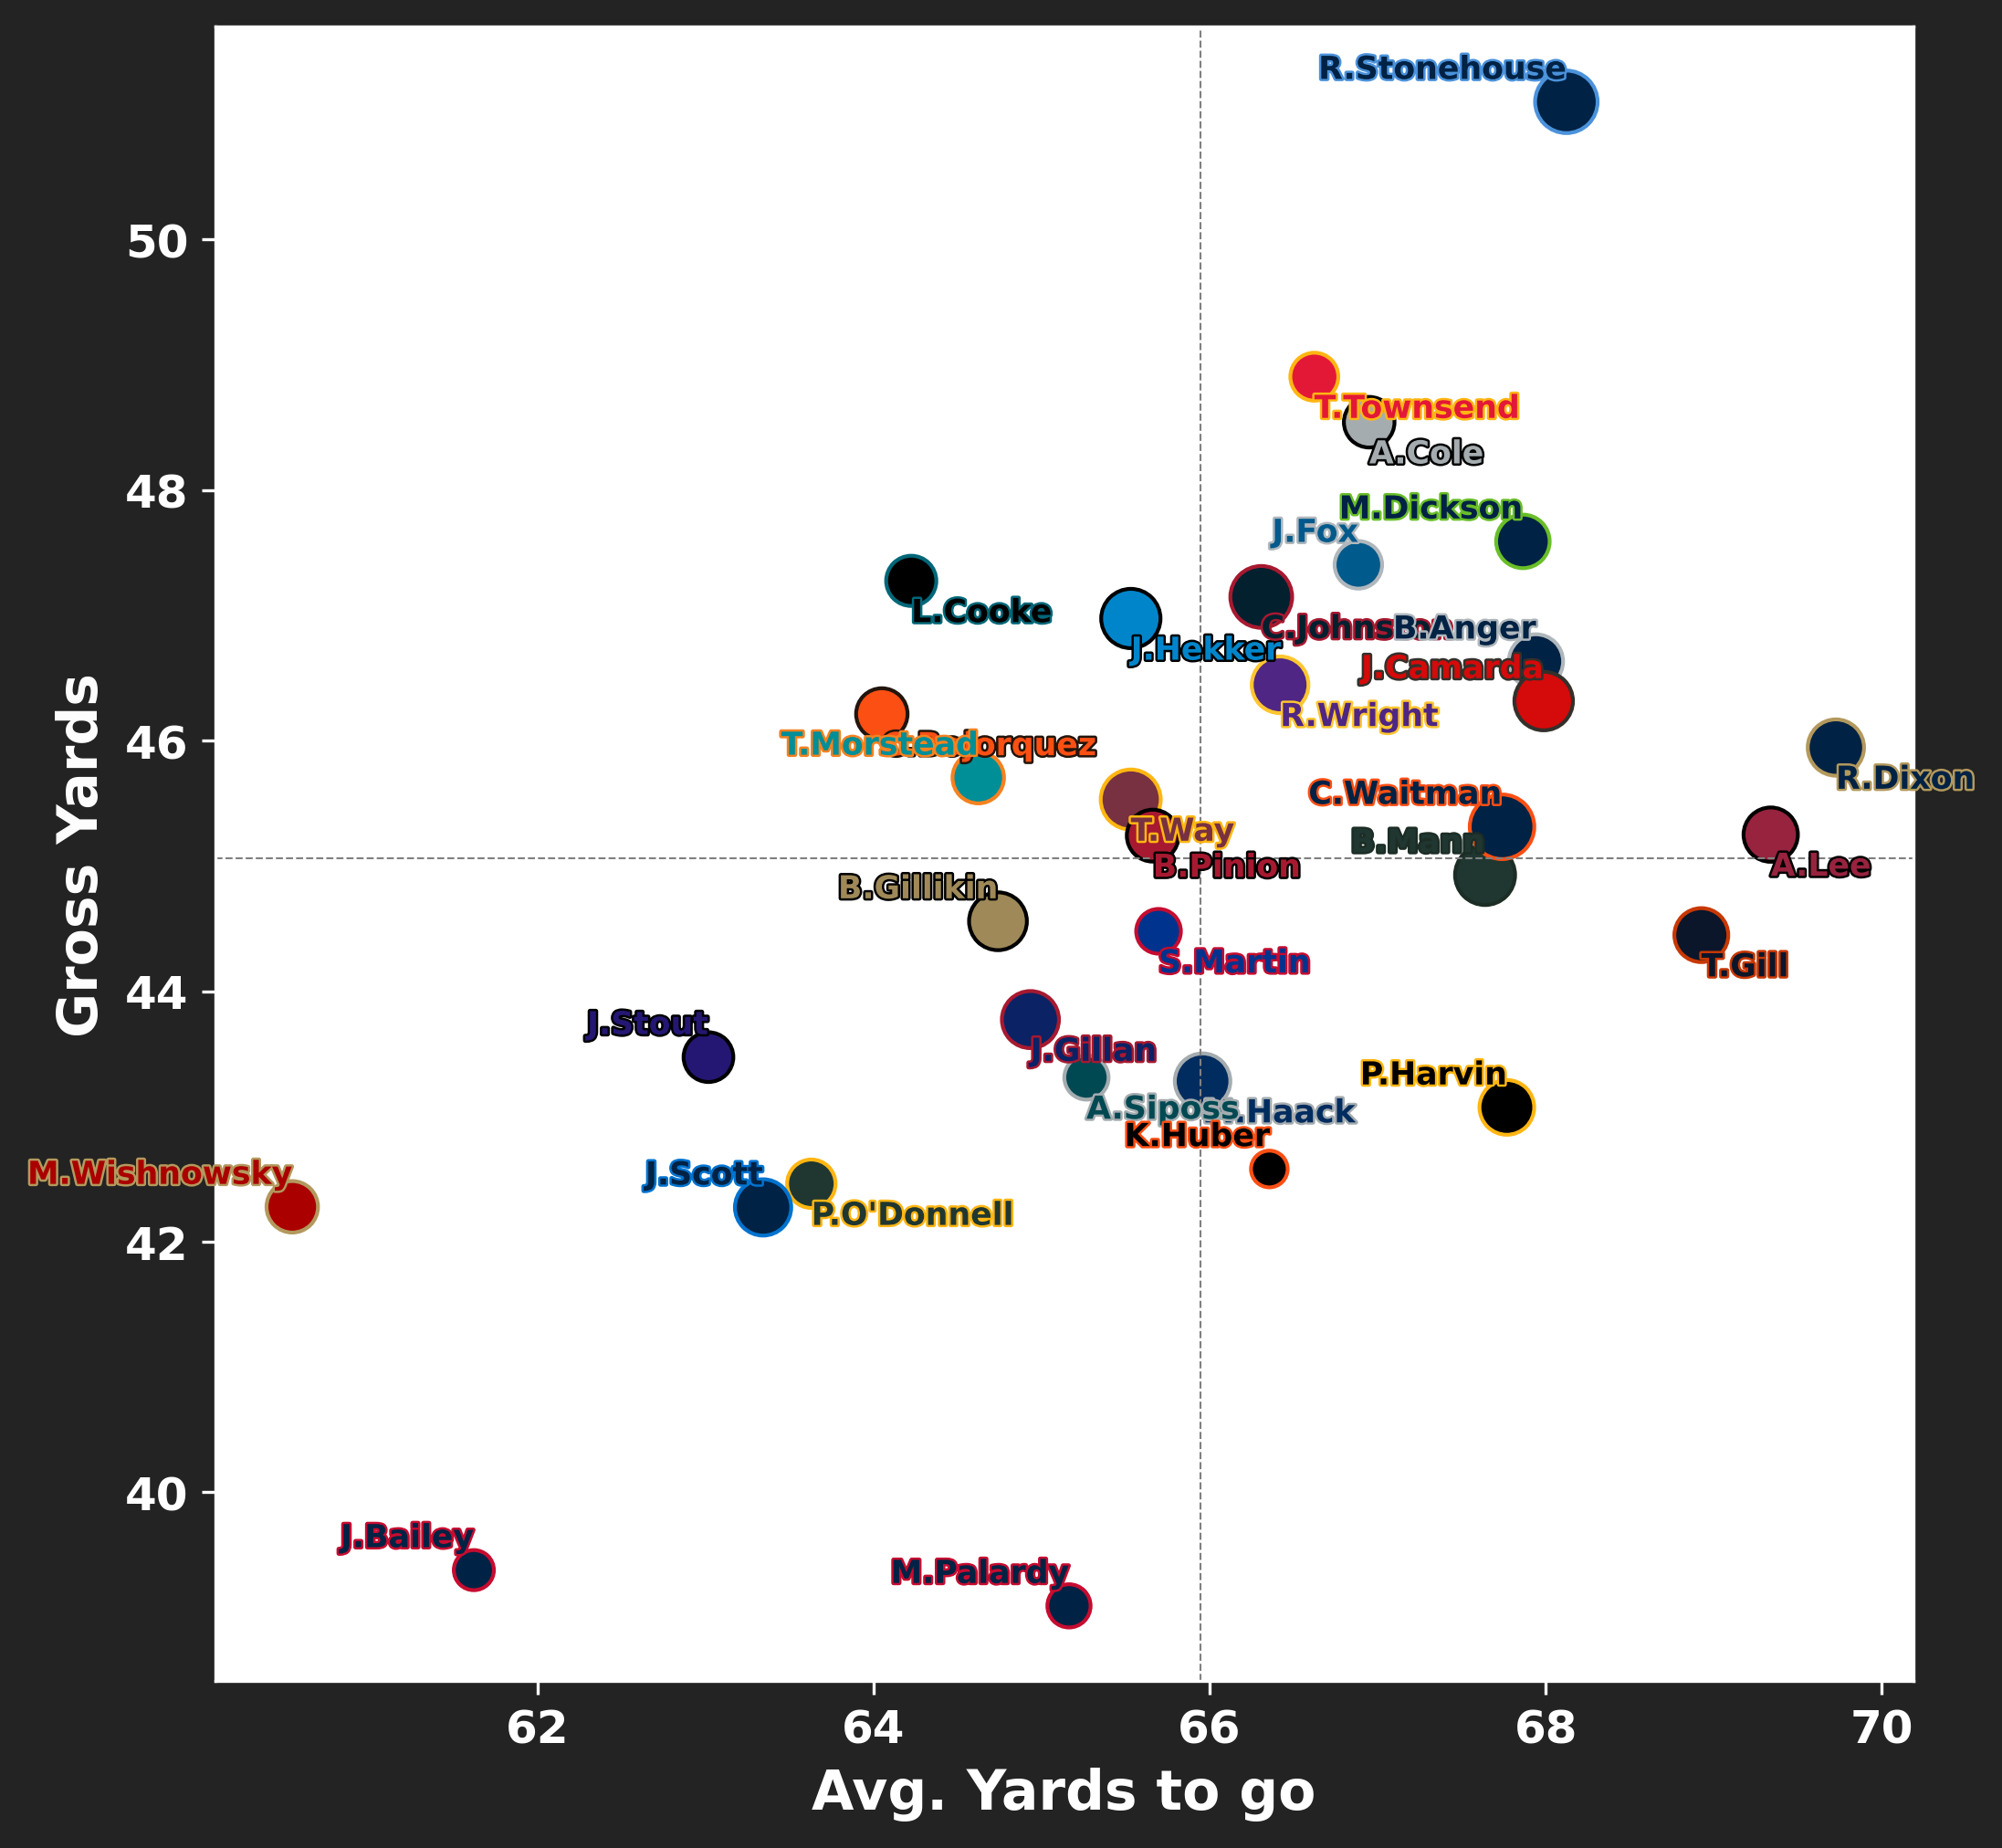 R.Stonehouse
50
T.Townsend
A.Cole
48
M.Dickson
J.Fox
L.Cooke
B.Anger
J.Hekker
J.Camarda
R.Wright
46
T.Morstead
R.Dixon
C.Waitman
T.Way
B.Mann
B.Pinion
A.Lee
B.Gillikin
S.Martin
T.Gill
44
J.Stout
J.Gillan
P.Harvin
A.Siposs
Haack
K.Huber
M.Wishnowsky
J.Scott
P.O'Donnell
42
40
J.Bailey
M.Palardy
Gross Yards
62 64 66 68 70
Avg. Yards to go